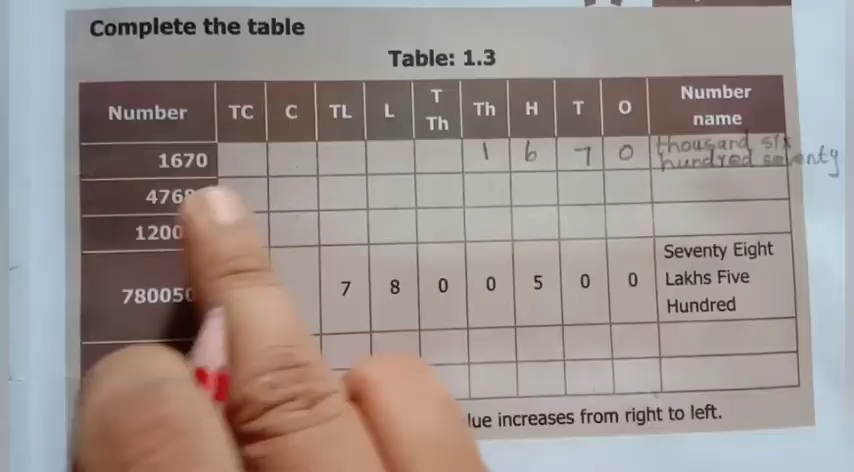 Complete the table
Table: 1.3
Number TC C TL L T Th Th H T O Number name
1670 1 6 7 0 thousand six hundred seventy
Seventy Eight
7 8 0 0 5 0 0 Lakhs Five
Hundred
increases from right to left.